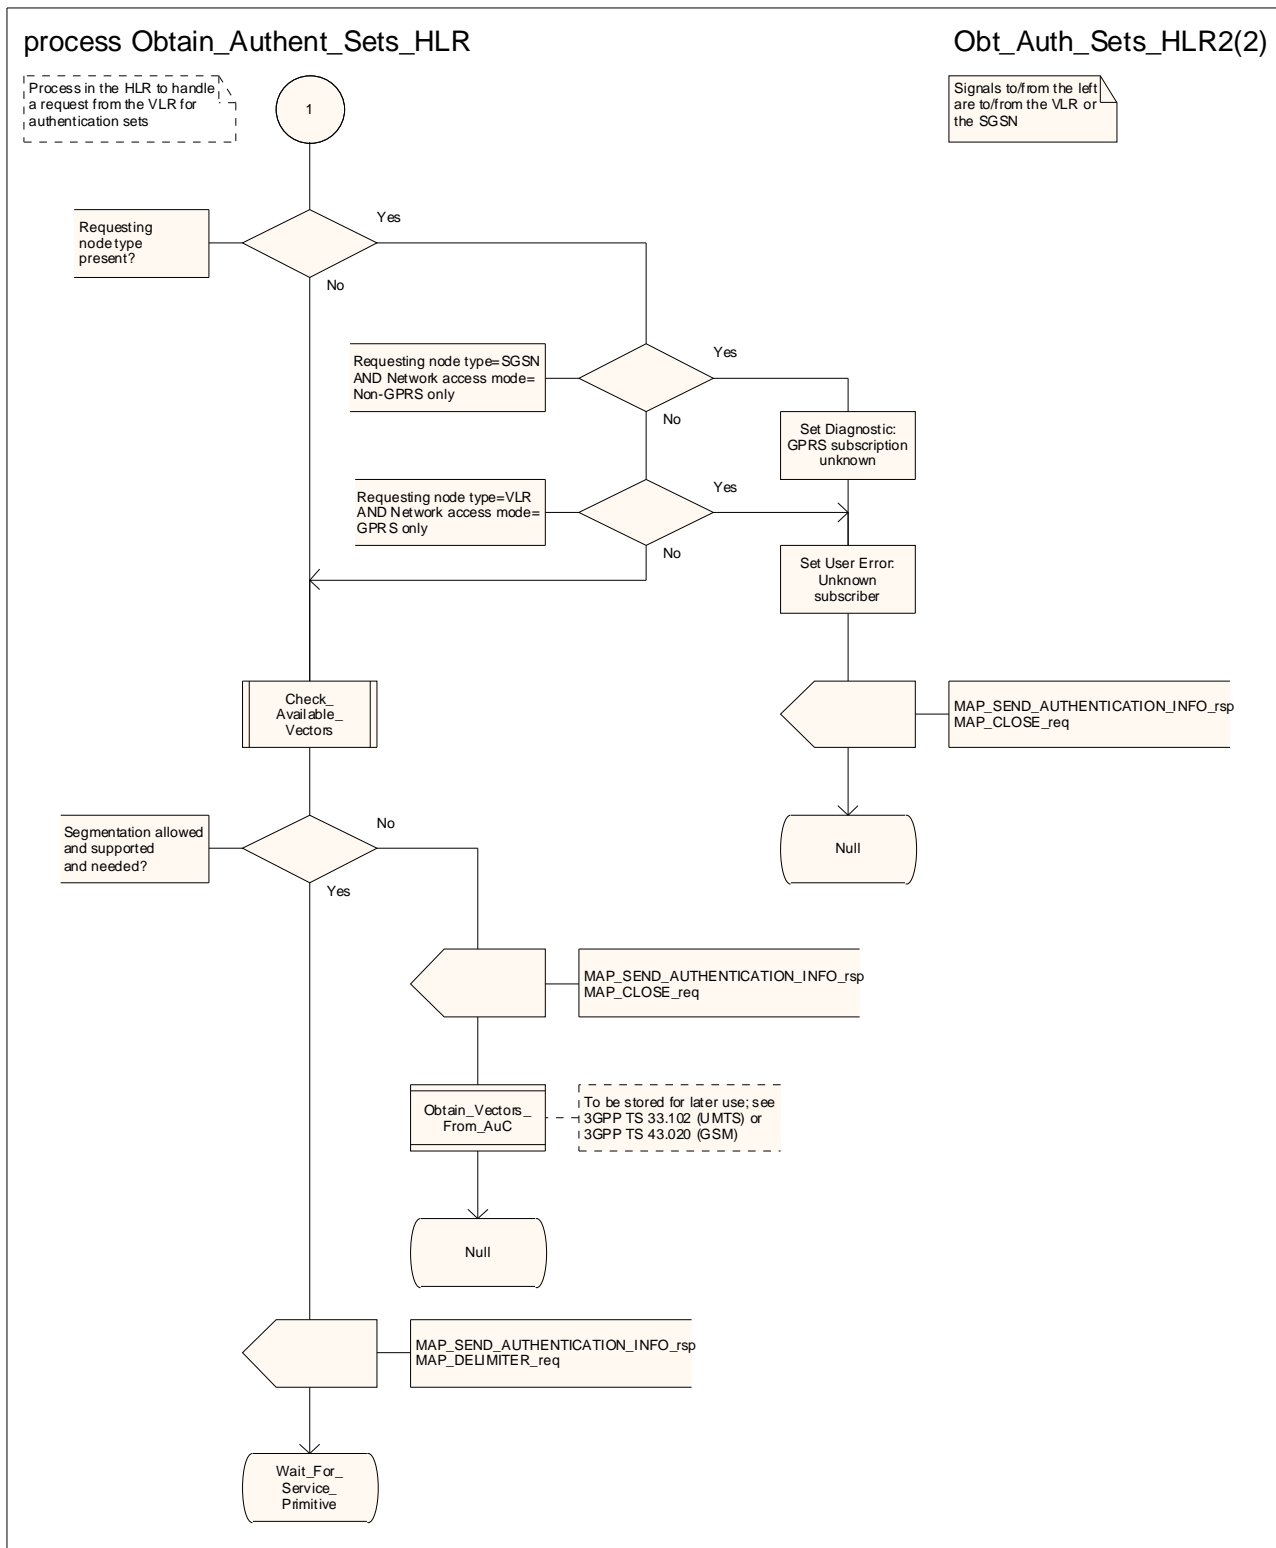 process Obtain_Authent_Sets_HLR
Obt_Auth_Sets_HLR2(2)
Process in the HLR to handle
a request from the VLR for
authentication sets
1
Signals to/from the left
are to/from the VLR or
the SGSN
Requesting
node type
present?
Yes
No
Requesting node type=SGSN
AND Network access mode=
Non-GPRS only
Yes
No
Set Diagnostic:
GPRS subscription
unknown
Requesting node type=VLR
AND Network access mode=
GPRS only
Yes
No
Set User Error:
Unknown
subscriber
Check_
Available_
Vectors
MAP_SEND_AUTHENTICATION_INFO_rsp
MAP_CLOSE_req
Segmentation allowed
and supported
and needed?
No
Yes
Null
MAP_SEND_AUTHENTICATION_INFO_rsp
MAP_CLOSE_req
Obtain_Vectors_
From_AuC
To be stored for later use; see
3GPP TS 33.102 (UMTS) or
3GPP TS 43.020 (GSM)
Null
MAP_SEND_AUTHENTICATION_INFO_rsp
MAP_DELIMITER_req
Wait_For_
Service_
Primitive